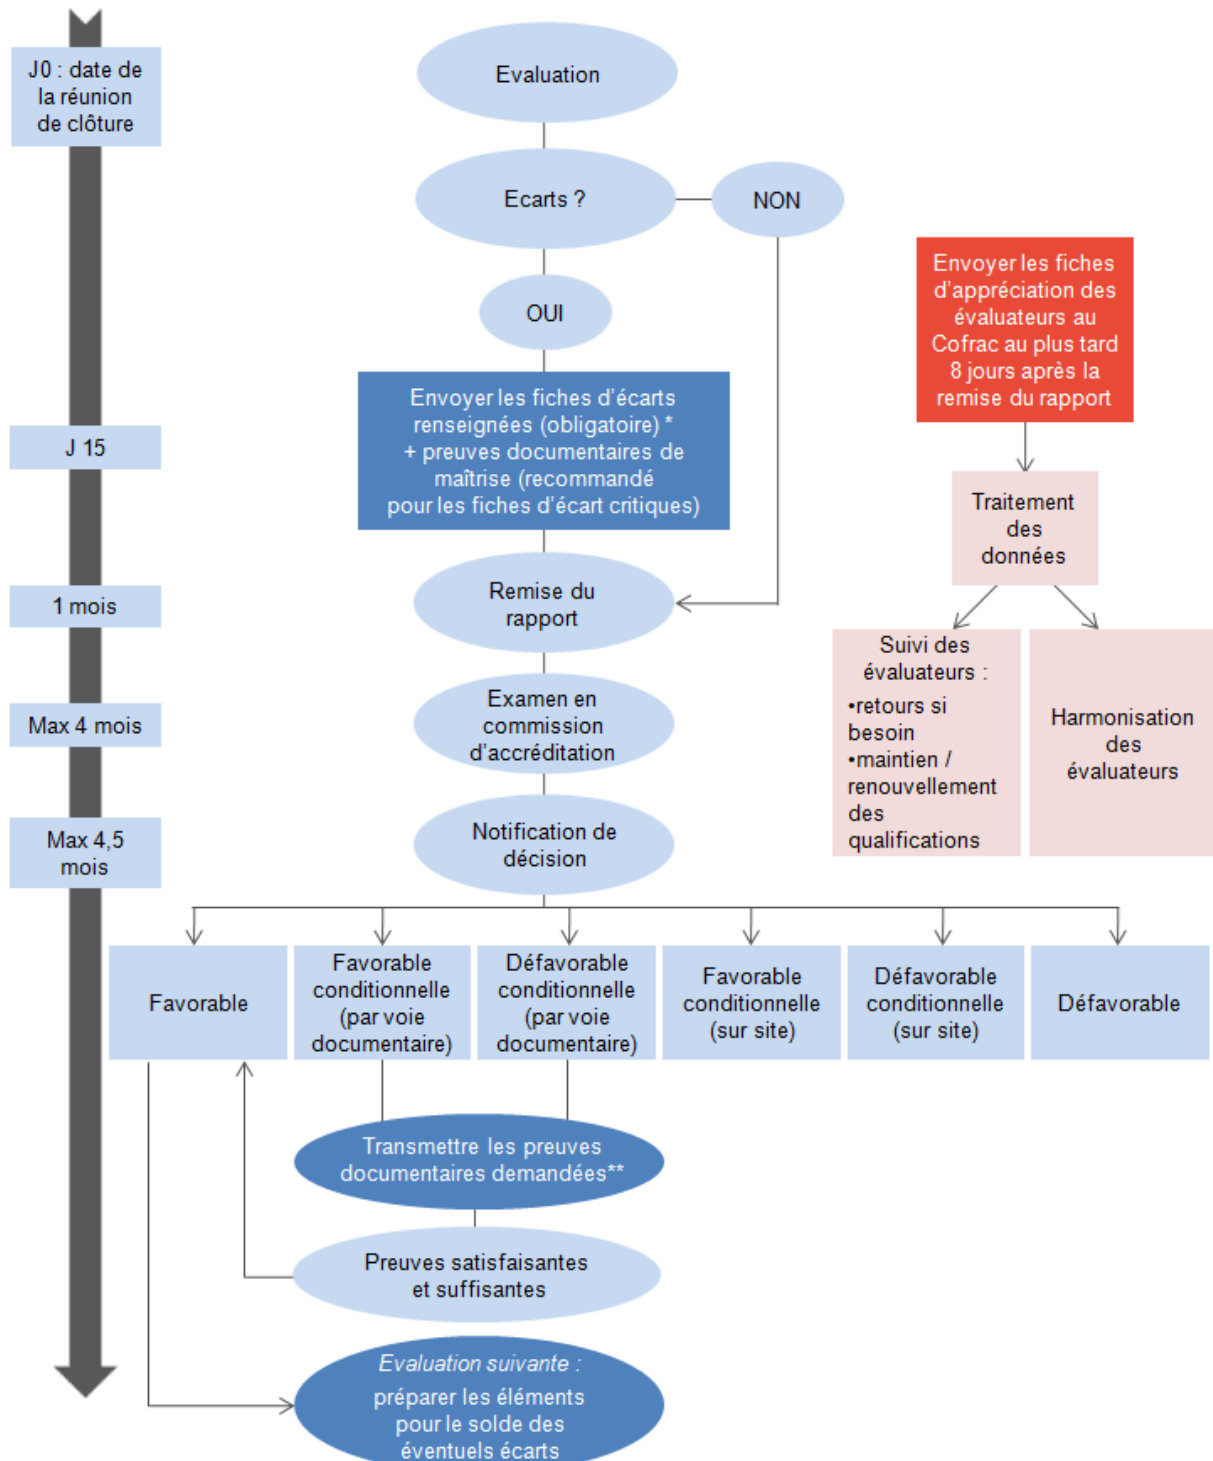 J0 : date de
la réunion
de clôture
Evaluation
Ecarts ?
NON
OUI
Envoyer les fiches
d'appréciation des
évaluateurs au
Cofrac au plus tard
8 jours après la
remise du rapport
J 15
Envoyer les fiches d'écarts
renseignées (obligatoire) *
+ preuves documentaires de
maîtrise (recommandé
pour les fiches d'écart critiques)
Traitement
des
données
1 mois
Remise du
rapport
Suivi des
évaluateurs :
•retours si
besoin
•maintien /
renouvellement
des
qualifications
Harmonisation
des
évaluateurs
Max 4 mois
Examen en
commission
d'accréditation
Max 4,5
mois
Notification de
décision
Favorable
Favorable
conditionnelle
(par voie
documentaire)
Défavorable
conditionnelle
(par voie
documentaire)
Favorable
conditionnelle
(sur site)
Défavorable
conditionnelle
(sur site)
Défavorable
Transmettre les preuves
documentaires demandées**
Preuves satisfaisantes
et suffisantes
Evaluation suivante :
préparer les éléments
pour le solde des
éventuels écarts